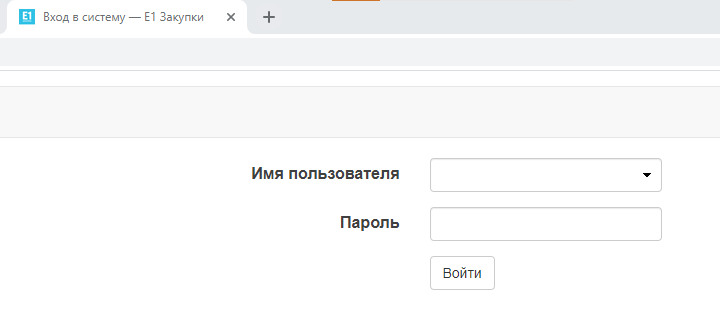 E1 Вход в систему — E1 Закупки
Имя пользователя
Пароль
Войти